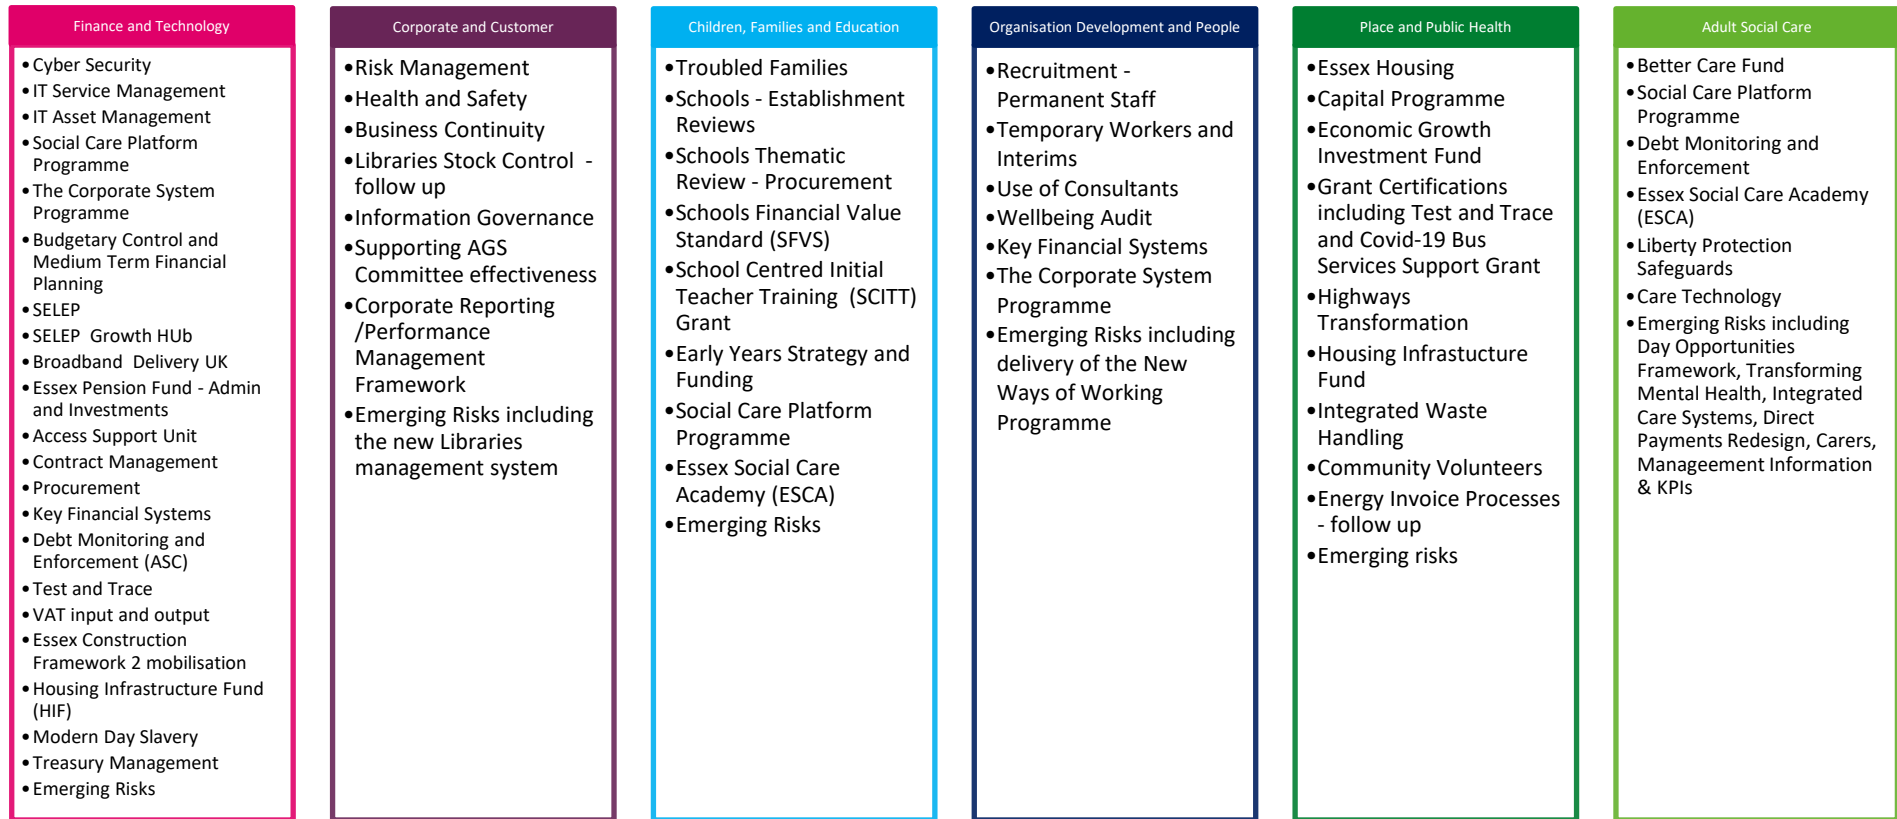 Finance and Technology
•Cyber Security
•IT Service Management
•IT Asset Management
•Social Care Platform
Programme
•The Corporate System
Programme
•Budgetary Control and
Medium Term Financial
Planning
•SELEP
•SELEP Growth HUb
•Broadband Delivery UK
•Essex Pension Fund - Admin
and Investments
•Access Support Unit
•Contract Management
•Procurement
•Key Financial Systems
•Debt Monitoring and
Enforcement (ASC)
•Test and Trace
•VAT input and output
•Essex Construction
Framework 2 mobilisation
•Housing Infrastructure Fund
(HIF)
•Modern Day Slavery
•Treasury Management
•Emerging Risks
Corporate and Customer
•Risk Management
•Health and Safety
•Business Continuity
•Libraries Stock Control -
follow up
•Information Governance
•Supporting AGS
Committee effectiveness
•Corporate Reporting
/Performance
Management
Framework
•Emerging Risks including
the new Libraries
management system
Children, Families and Education
•Troubled Families
•Schools - Establishment
Reviews
•Schools Thematic
Review - Procurement
•Schools Financial Value
Standard (SFVS)
•School Centred Initial
Teacher Training (SCITT)
Grant
•Early Years Strategy and
Funding
•Social Care Platform
Programme
•Essex Social Care
Academy (ESCA)
•Emerging Risks
Organisation Development and People
•Recruitment -
Permanent Staff
•Temporary Workers and
Interims
•Use of Consultants
•Wellbeing Audit
•Key Financial Systems
•The Corporate System
Programme
•Emerging Risks including
delivery of the New
Ways of Working
Programme
Place and Public Health
•Essex Housing
•Capital Programme
•Economic Growth
Investment Fund
•Grant Certifications
including Test and Trace
and Covid-19 Bus
Services Support Grant
•Highways
Transformation
•Housing Infrastucture
Fund
•Integrated Waste
Handling
•Community Volunteers
•Energy Invoice Processes
- follow up
•Emerging risks
Adult Social Care
•Better Care Fund
•Social Care Platform
Programme
•Debt Monitoring and
Enforcement
•Essex Social Care Academy
(ESCA)
•Liberty Protection
Safeguards
•Care Technology
•Emerging Risks including
Day Opportunities
Framework, Transforming
Mental Health, Integrated
Care Systems, Direct
Payments Redesign, Carers,
Manageement Information
& KPIs